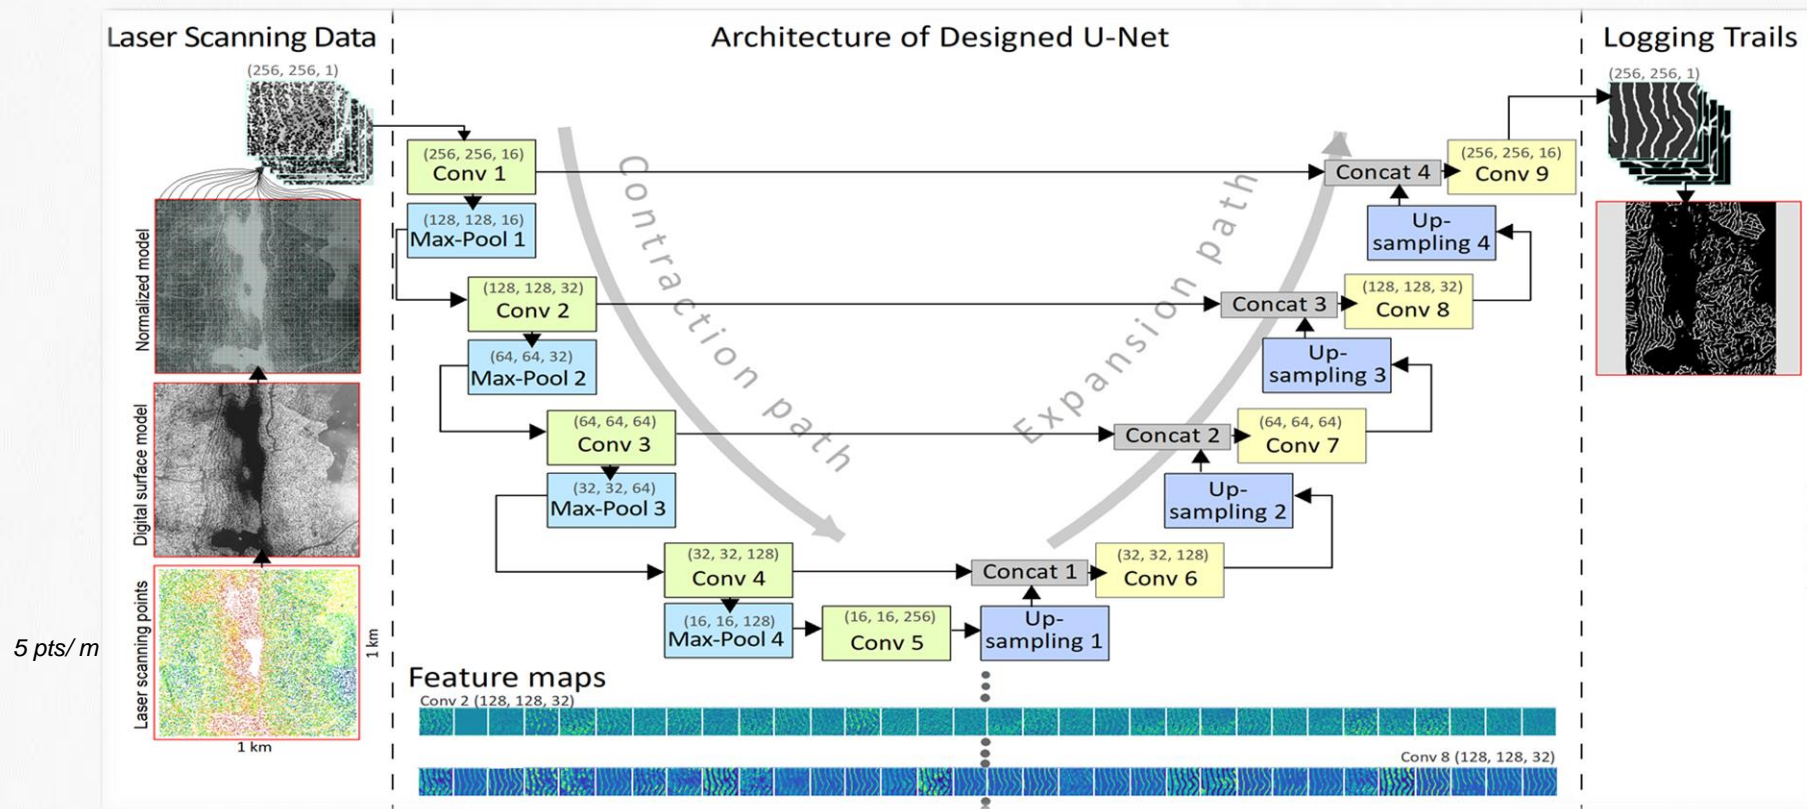 Laser Scanning Data
(256, 256, 1)
Normalized model
Digital surface model
Laser scanning points
5 pts/ m
1 km
1 km
Architecture of Designed U-Net
Contraction path
Expansion path
(256, 256, 16)
Conv 1
(128, 128, 16)
Max-Pool 1
(128, 128, 32)
Conv 2
(64, 64, 32)
Max-Pool 2
(64, 64, 64)
Conv 3
(32, 32, 64)
Max-Pool 3
(32, 32, 128)
Conv 4
(16, 16, 128)
Max-Pool 4
(16, 16, 256)
Conv 5
Up-
sampling 1
Concat 1
(32, 32, 128)
Conv 6
Up-
sampling 2
Concat 2
(64, 64, 64)
Conv 7
Up-
sampling 3
Concat 3
(128, 128, 32)
Conv 8
Up-
sampling 4
Concat 4
(256, 256, 16)
Conv 9
Feature maps
Conv 2 (128, 128, 32)
Conv 8 (128, 128, 32)
Logging Trails
(256, 256, 1)